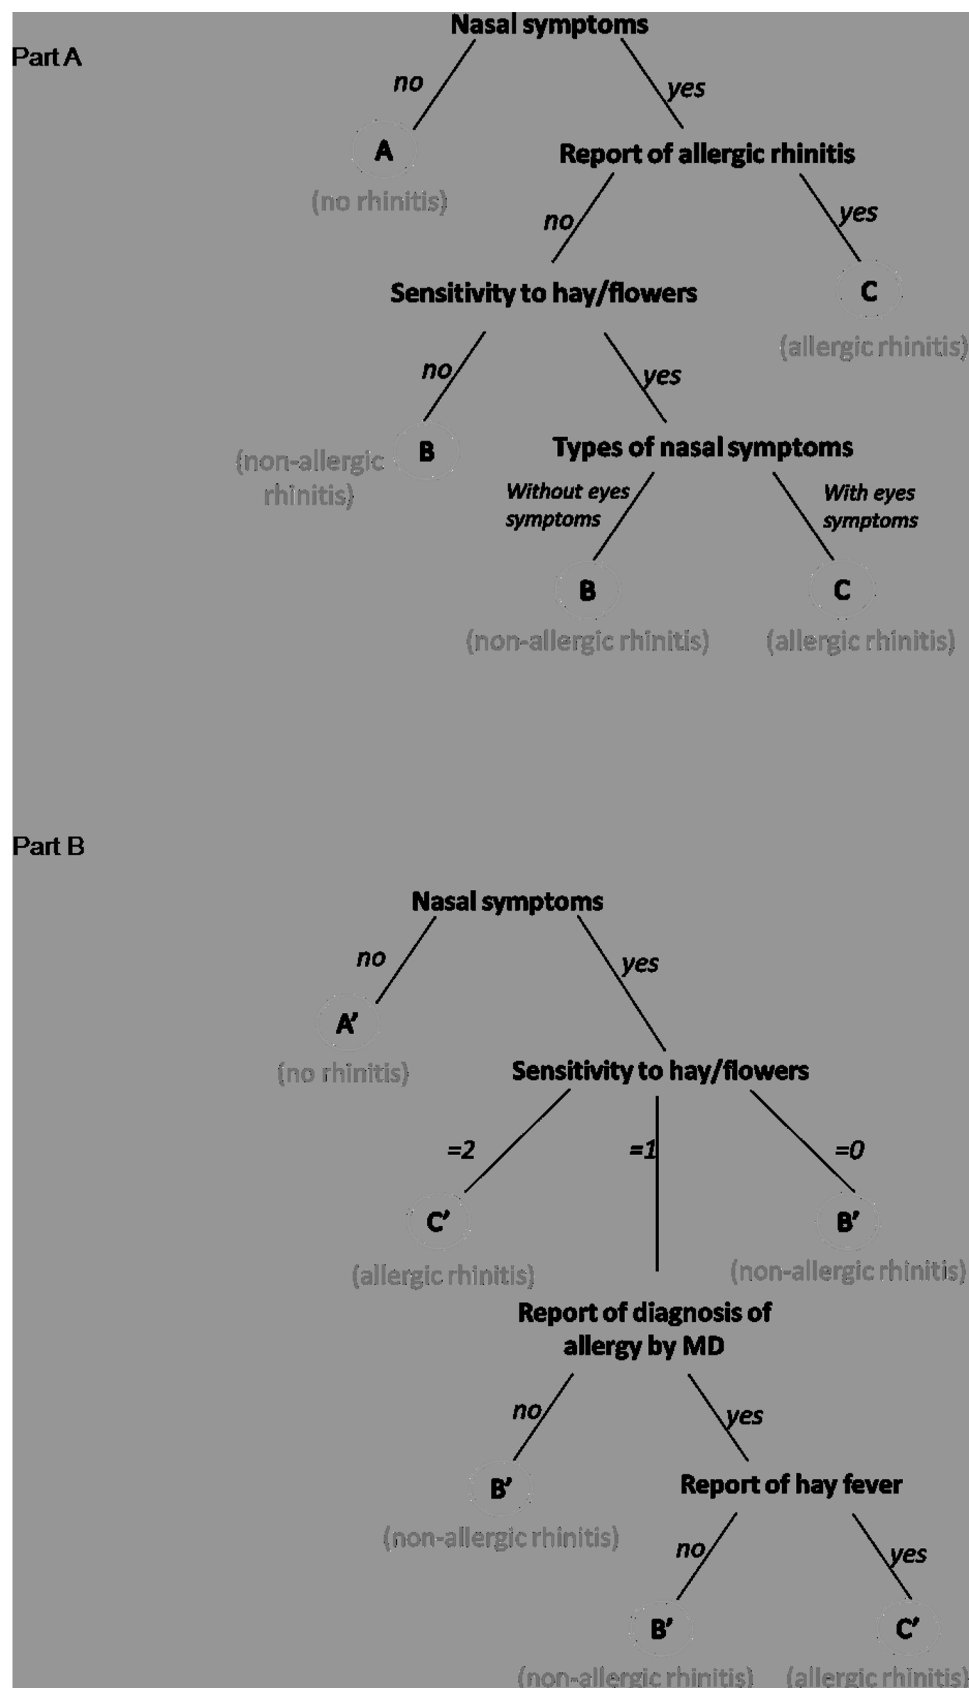 Nasal symptoms
Part A
no
yes
A
Report of allergic rhinitis
(no rhinitis)
no
yes
Sensitivity to hay/flowers
C
(allergic rhinitis)
no
yes
(non-allergic
rhinitis)
B
Types of nasal symptoms
Without eyes
symptoms
With eyes
symptoms
B
C
(non-allergic rhinitis)
(allergic rhinitis)
Part B
Nasal symptoms
no
yes
A’
(no rhinitis)
Sensitivity to hay/flowers
=2
=1
=0
C’
B’
(allergic rhinitis)
(non-allergic rhinitis)
Report of diagnosis of
allergy by MD
no
yes
B’
Report of hay fever
(non-allergic rhinitis)
no
yes
B’
C’
(non-allergic rhinitis)
(allergic rhinitis)